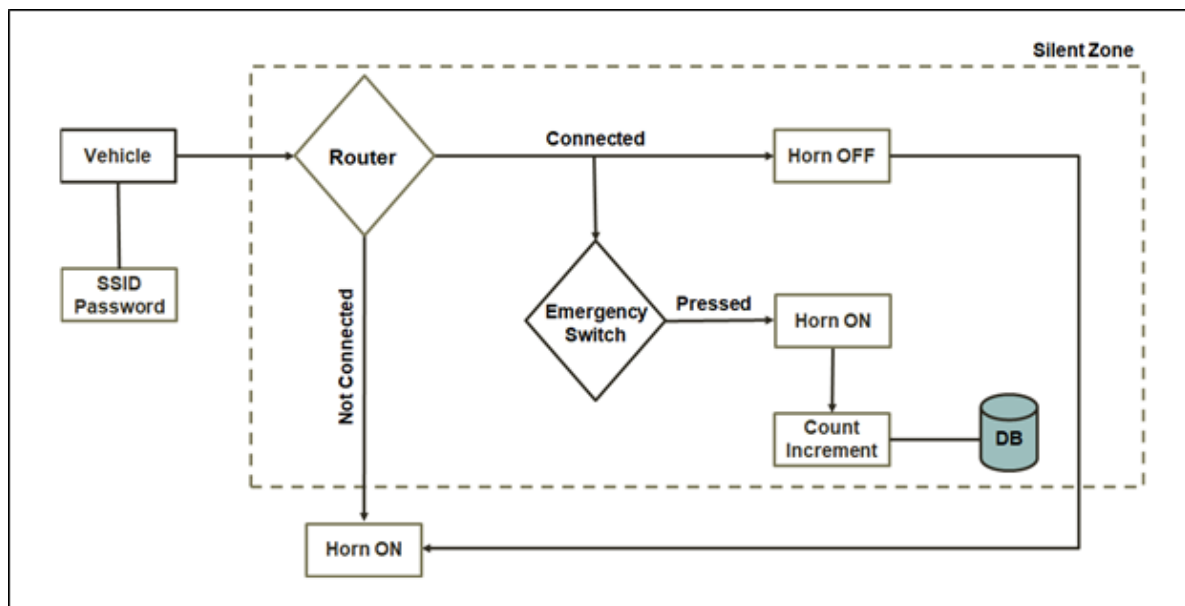 Silent Zone
Vehicle
Router
Connected
Horn OFF
SSID
Password
Not Connected
Emergency
Switch
Pressed
Horn ON
Count
Increment
DB
Horn ON